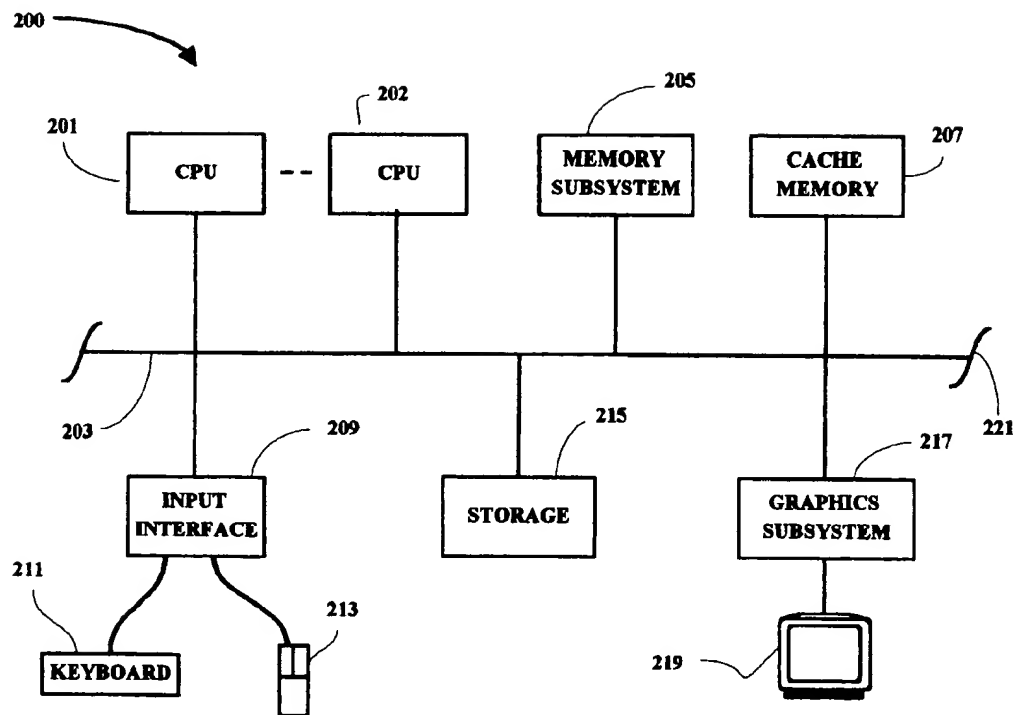 200
201
CPU
202
CPU
205
MEMORY
SUBSYSTEM
207
CACHE
MEMORY
203
221
209
INPUT
INTERFACE
215
STORAGE
217
GRAPHICS
SUBSYSTEM
211
KEYBOARD
213
219